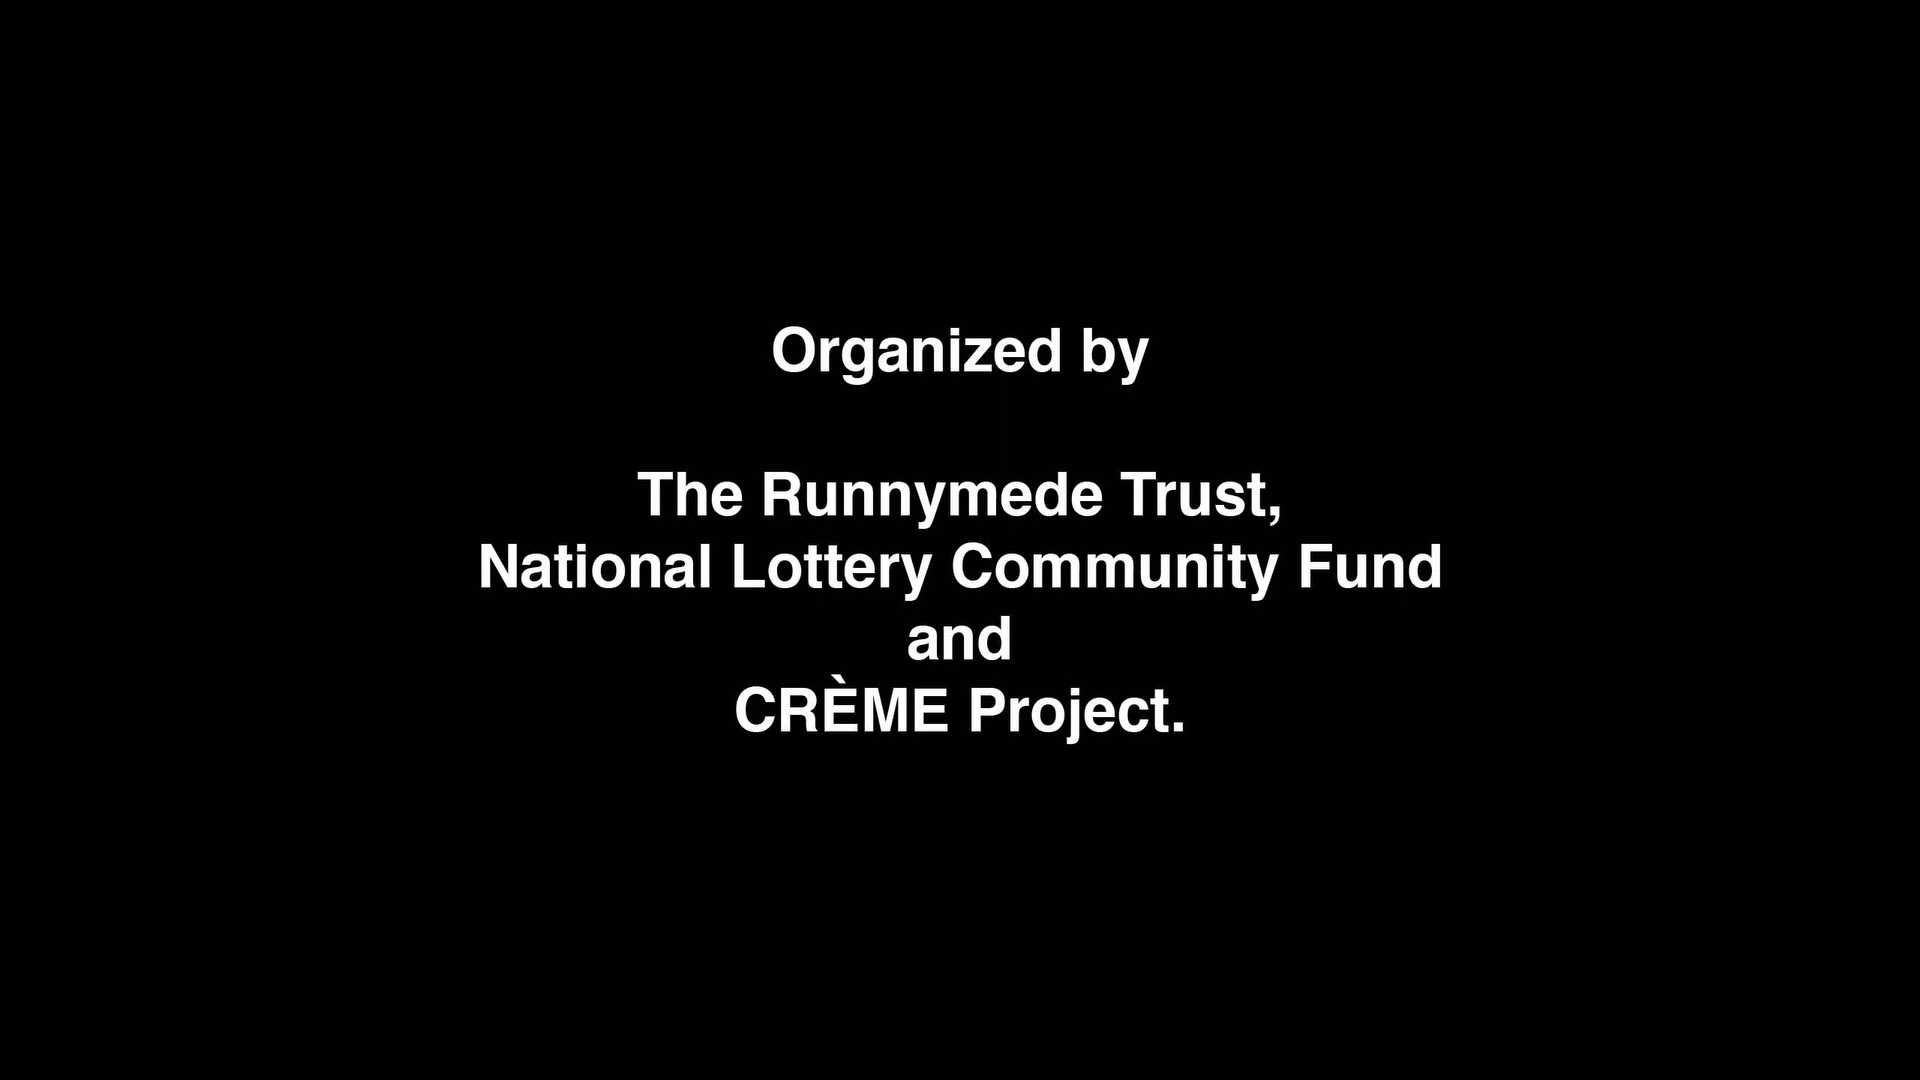 Organized by
The Runnymede Trust,
National Lottery Community Fund
and
CRÈME Project.